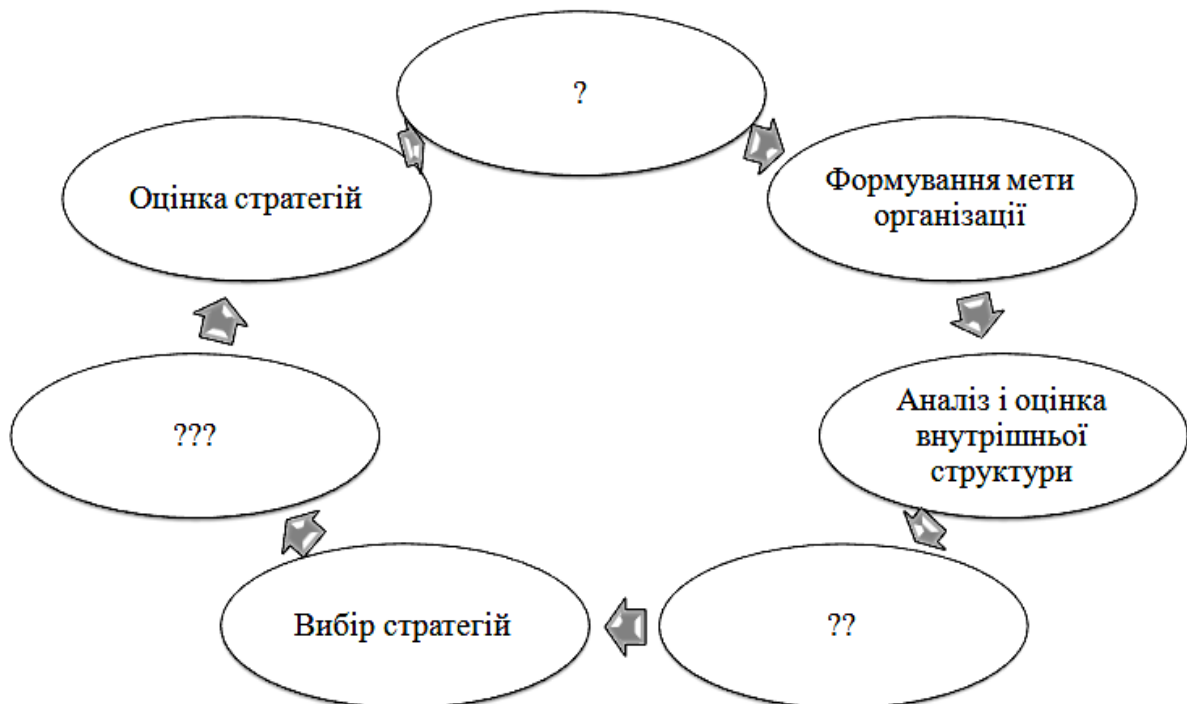 ?
Формування мети
організації
Аналіз і оцінка
внутрішньої
структури
??
Вибір стратегій
???
Оцінка стратегій